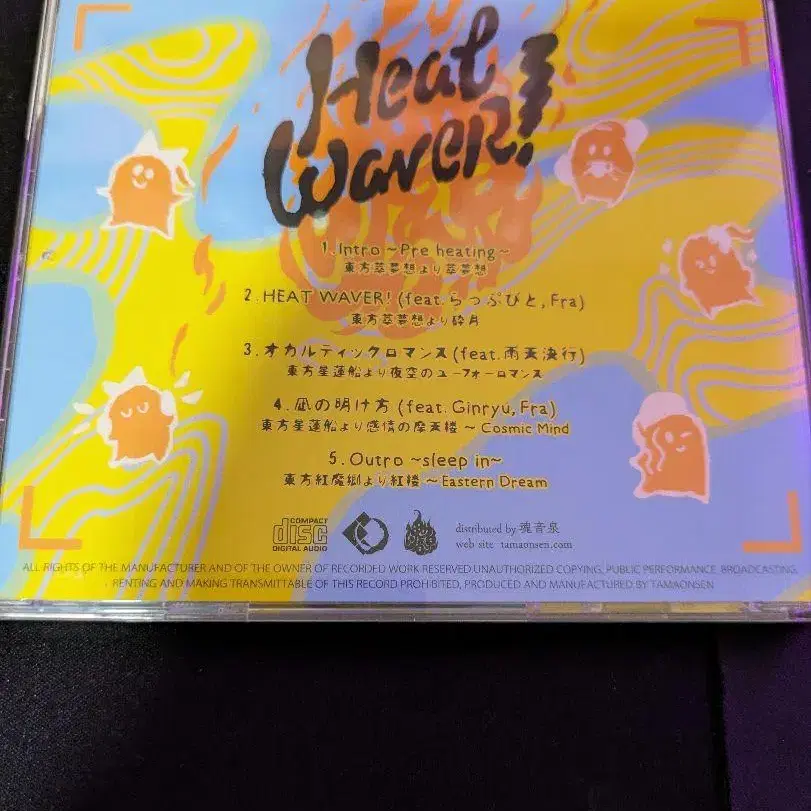 Heat
Waver!
1. Intro ~Pre heating~
東方萃夢想より萃夢想
2. HEAT WAVER! (feat. らっぷびと, Fra)
東方萃夢想より砕月
3. オカルティックロマンス (feat. 雨天決行)
東方星蓮船より夜空のユーフォーロマンス
4. 凪の明け方 (feat. Ginryu, Fra)
東方星蓮船より感情の摩天楼 ~ Cosmic Mind
5. Outro ~sleep in~
東方紅魔郷より紅楼 ~ Eastern Dream
COMPACT
disc
DIGITAL AUDIO
distributed by 魂音泉
web site tamaonsen.com
ALL RIGHTS OF THE MANUFACTURER AND OF THE OWNER OF RECORDED WORK RESERVED.UNAUTHORIZED COPYING, PUBLIC PERFORMANCE, BROADCASTING,
RENTING AND MAKING TRANSMITTABLE OF THIS RECORD PROHIBITED, PRODUCED AND MANUFACTURED BY TAMAONSEN